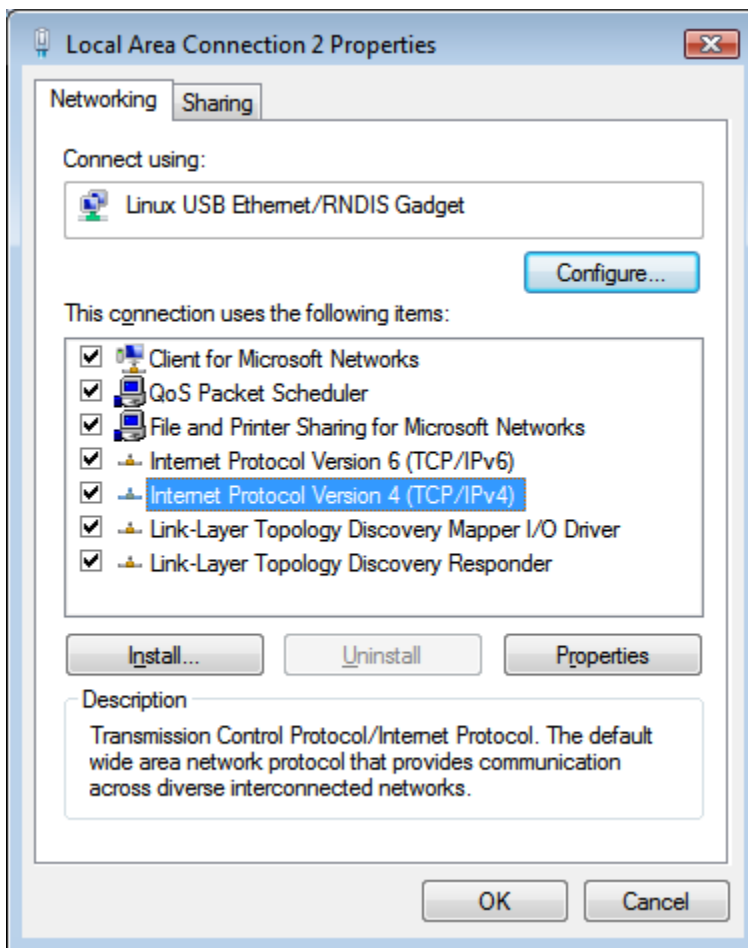 Local Area Connection 2 Properties
Networking
Sharing
Connect using:
Linux USB Ethernet/RNDIS Gadget
Configure...
This connection uses the following items:
Client for Microsoft Networks
QoS Packet Scheduler
File and Printer Sharing for Microsoft Networks
Internet Protocol Version 6 (TCP/IPv6)
Internet Protocol Version 4 (TCP/IPv4)
Link-Layer Topology Discovery Mapper I/O Driver
Link-Layer Topology Discovery Responder
Install...
Uninstall
Properties
Description
Transmission Control Protocol/Internet Protocol. The default
wide area network protocol that provides communication
across diverse interconnected networks.
OK
Cancel